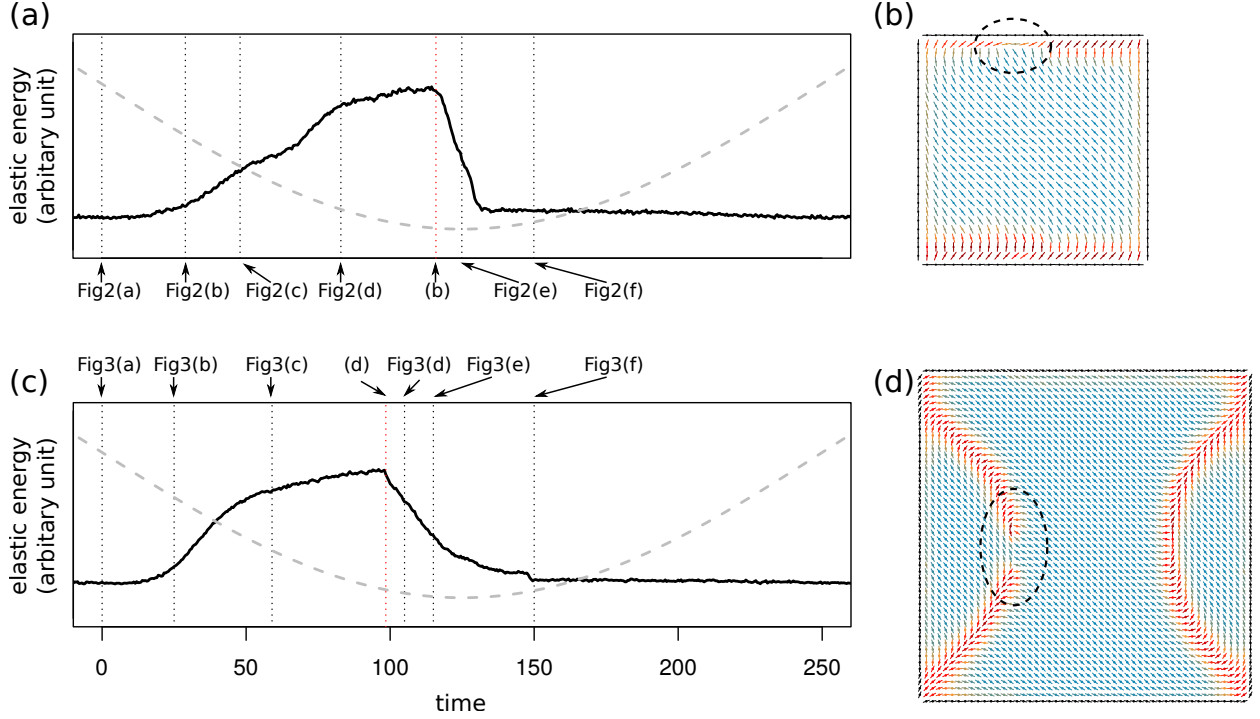 (a)
elastic energy
(arbitary unit)
Fig2(a)
Fig2(b)
Fig2(c)
Fig2(d)
(b)
Fig2(e)
Fig2(f)
(b)
Fig3(a)
Fig3(b)
Fig3(c)
(d)
Fig3(d)
Fig3(e)
Fig3(f)
(c)
elastic energy
(arbitary unit)
0
50
100
150
200
250
time
(d)